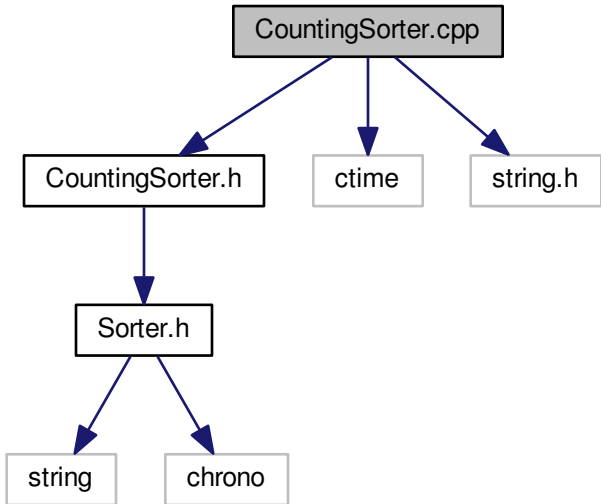 CountingSorter.cpp
CountingSorter.h
ctime
string.h
Sorter.h
string
chrono